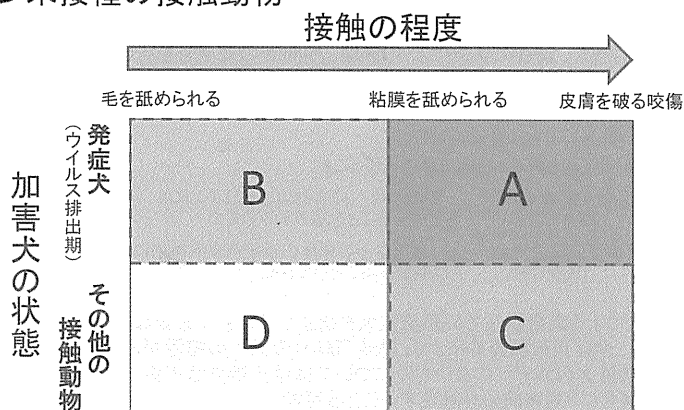 接触の程度
毛を舐められる
粘膜を舐められる
皮膚を破る咬傷
加害犬の状態
発症犬
（ウイルス排出期）
B
A
その他の
接触動物
D
C